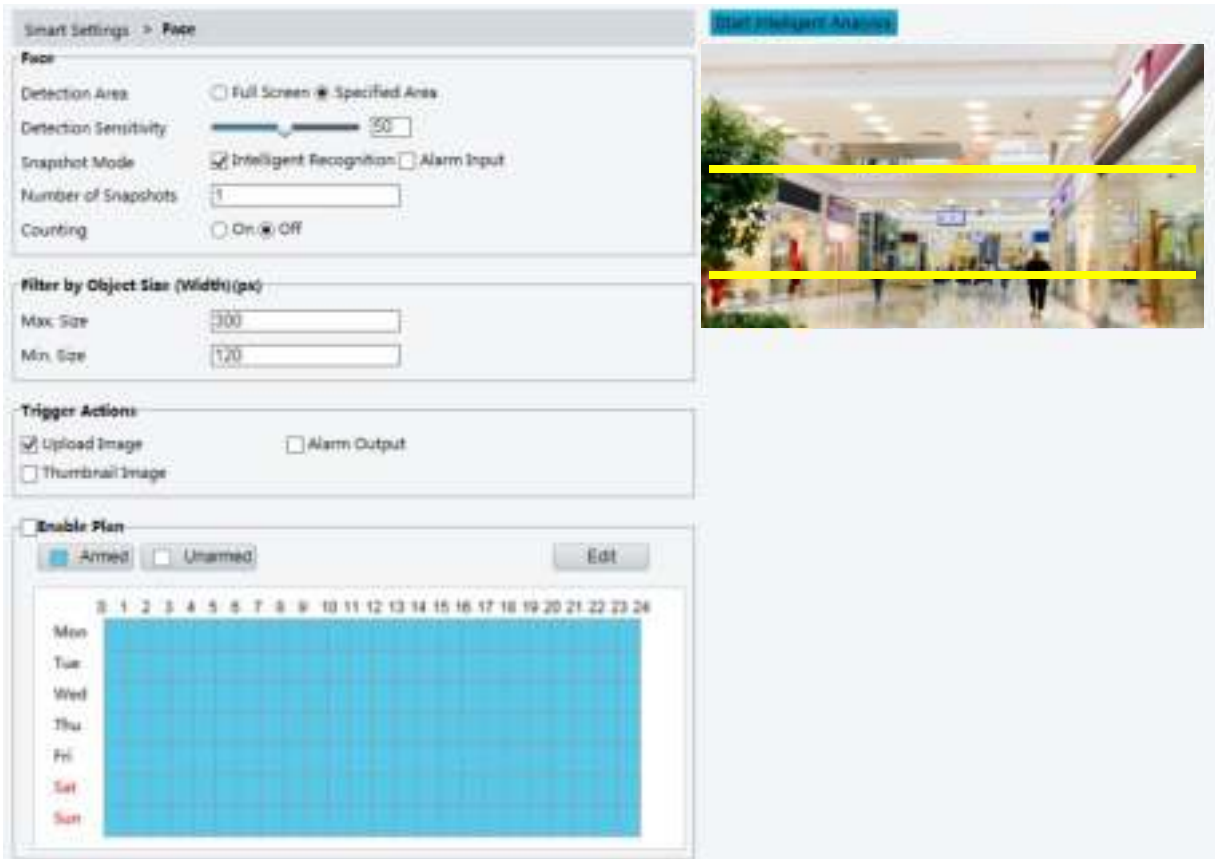 Smart Settings > Face
Start Intelligent Analysis
Face
Detection Area Full Screen Specified Area
Detection Sensitivity 50
Snapshot Mode Intelligent Recognition Alarm Input
Number of Snapshots 1
Counting On Off
Filter by Object Size (Width)(px)
Max. Size 300
Min. Size 120
Trigger Actions
Upload Image Alarm Output
Thumbnail Image
Enable Plan
Armed Unarmed Edit
0 1 2 3 4 5 6 7 8 9 10 11 12 13 14 15 16 17 18 19 20 21 22 23 24
Mon
Tue
Wed
Thu
Fri
Sat
Sun